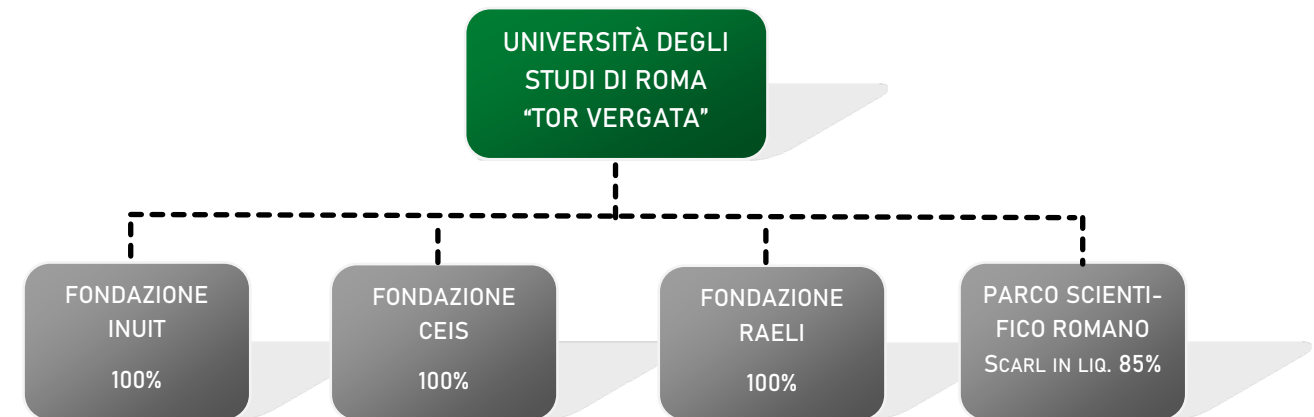 UNIVERSITÀ DEGLI
STUDI DI ROMA
“TOR VERGATA”
FONDAZIONE
INUIT
100%
FONDAZIONE
CEIS
100%
FONDAZIONE
RAELI
100%
PARCO SCIENTI-
FICO ROMANO
SCARL IN LIQ. 85%